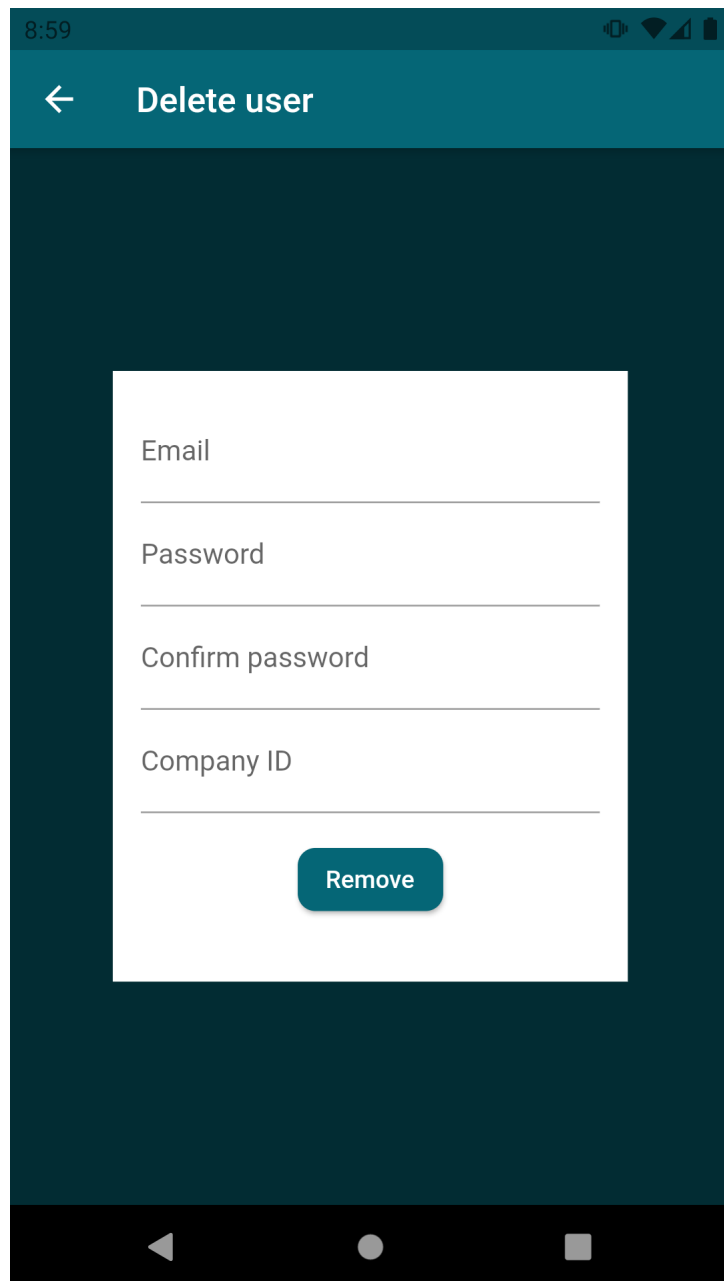 8:59
Delete user
Email
Password
Confirm password
Company ID
Remove